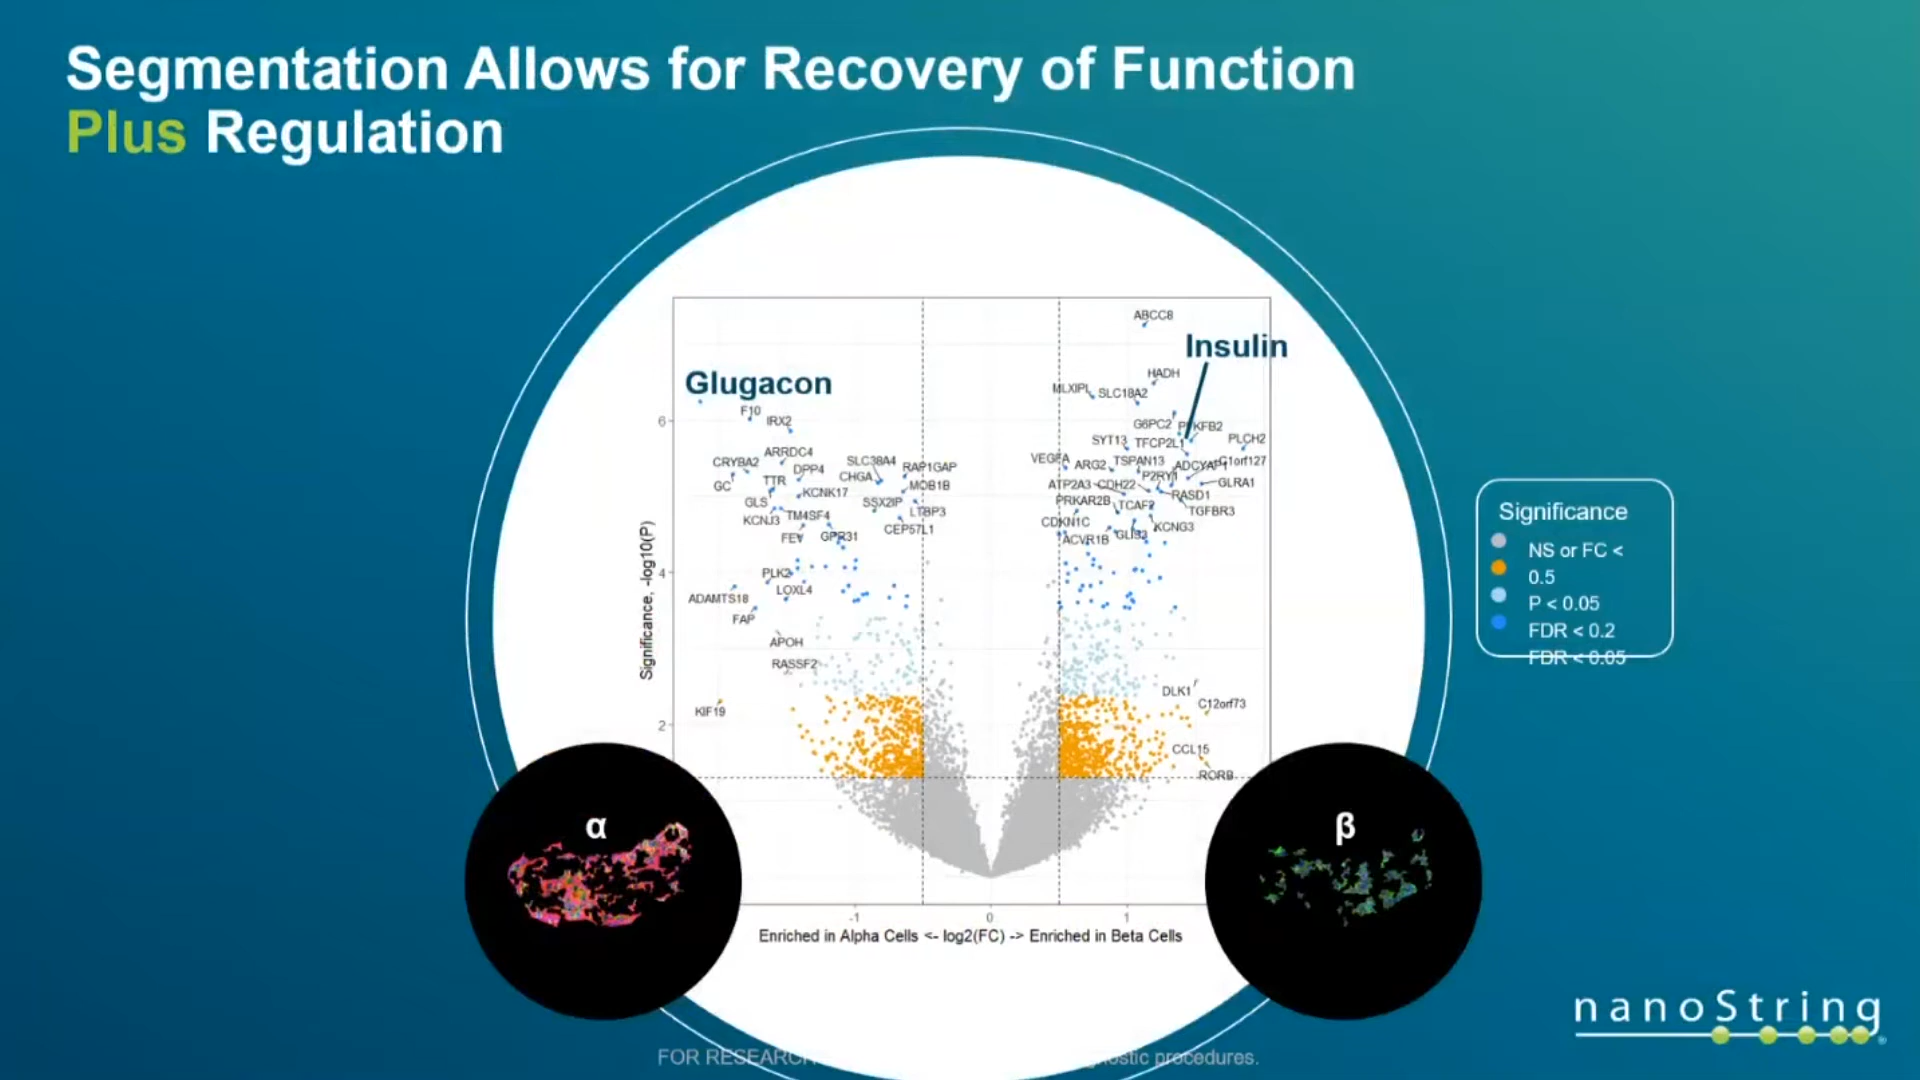 Segmentation Allows for Recovery of Function
Plus Regulation
ABCC8
Insulin
Glugacon
HADH
MLXIPL
SLC18A2
F10
IRX2
6
G6PC2
SYT13
TFCP2L1
PLCH2
ARRDC4
CRYBA2
DPP4
SLC38A4
RAP1GAP
VEGFA
ARG2
TSPAN13
C1orf127
CHGA
P2RY1
GC
TTR
KCNK17
MOB1B
ATP2A3
CDH22
GLRA1
RASD1
GLS
SSX2IP
LTBP3
PRKAR2B
TCAF2
TGFBR3
KCNJ3
TM4SF4
CEP57L1
CDKN1C
KCNG3
FEV
GPR31
ACVR1B
GLIS3
4
PLK2
LOXL4
ADAMTS18
FAP
APOH
RASSF2
DLK1
C12orf73
KIF19
2
CCL15
RORB
Significance, -log10(P)
-1
0
1
Enriched in Alpha Cells <- log2(FC) -> Enriched in Beta Cells
α
β
Significance
NS or FC <
0.5
P < 0.05
FDR < 0.2
FDR < 0.05
nanoString
FOR RESEARCH
procedures.